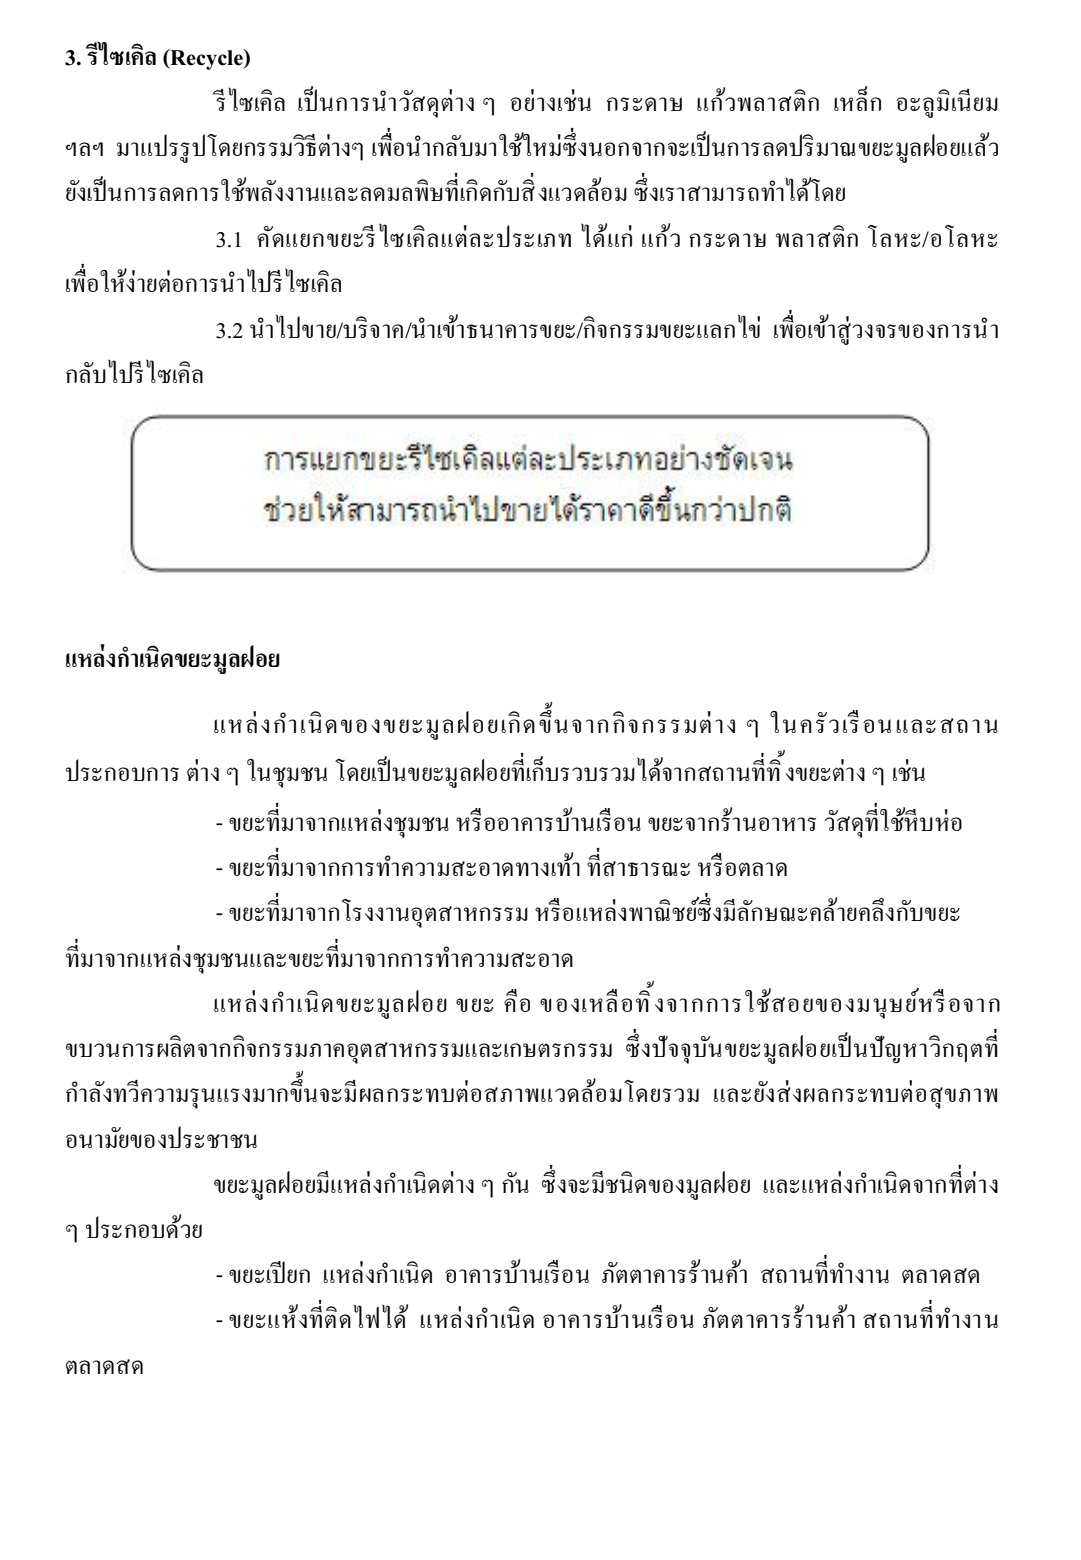 3. รีไซเคิล (Recycle)
รีไซเคิล เป็นการนำวัสดุต่าง ๆ อย่างเช่น กระดาษ แก้วพลาสติก เหล็ก อะลูมิเนียม
ฯลฯ มาแปรรูปโดยกรรมวิธีต่างๆ เพื่อนำกลับมาใช้ใหม่ซึ่งนอกจากจะเป็นการลดปริมาณขยะมูลฝอยแล้ว
ยังเป็นการลดการใช้พลังงานและลดมลพิษที่เกิดกับสิ่งแวดล้อม ซึ่งเราสามารถทำได้โดย
3.1 คัดแยกขยะรีไซเคิลแต่ละประเภท ได้แก่ แก้ว กระดาษ พลาสติก โลหะ/อโลหะ
เพื่อให้ง่ายต่อการนำไปรีไซเคิล
3.2 นำไปขาย/บริจาค/นำเข้าธนาคารขยะ/กิจกรรมขยะแลกไข่ เพื่อเข้าสู่วงจรของการนำ
กลับไปรีไซเคิล
การแยกขยะรีไซเคิลแต่ละประเภทอย่างชัดเจน
ช่วยให้สามารถนำไปขายได้ราคาดีขึ้นกว่าปกติ
แหล่งกำเนิดขยะมูลฝอย
แหล่งกำเนิดของขยะมูลฝอยเกิดขึ้นจากกิจกรรมต่าง ๆ ในครัวเรือนและสถาน
ประกอบการ ต่าง ๆ ในชุมชน โดยเป็นขยะมูลฝอยที่เก็บรวบรวมได้จากสถานที่ทิ้งขยะต่าง ๆ เช่น
- ขยะที่มาจากแหล่งชุมชน หรืออาคารบ้านเรือน ขยะจากร้านอาหาร วัสดุที่ใช้หีบห่อ
- ขยะที่มาจากการทำความสะอาดทางเท้า ที่สาธารณะ หรือตลาด
- ขยะที่มาจากโรงงานอุตสาหกรรม หรือแหล่งพาณิชย์ซึ่งมีลักษณะคล้ายคลึงกับขยะ
ที่มาจากแหล่งชุมชนและขยะที่มาจากการทำความสะอาด
แหล่งกำเนิดขยะมูลฝอย ขยะ คือ ของเหลือทิ้งจากการใช้สอยของมนุษย์หรือจาก
ขบวนการผลิตจากกิจกรรมภาคอุตสาหกรรมและเกษตรกรรม ซึ่งปัจจุบันขยะมูลฝอยเป็นปัญหาวิกฤตที่
กำลังทวีความรุนแรงมากขึ้นจะมีผลกระทบต่อสภาพแวดล้อมโดยรวม และยังส่งผลกระทบต่อสุขภาพ
อนามัยของประชาชน
ขยะมูลฝอยมีแหล่งกำเนิดต่าง ๆ กัน ซึ่งจะมีชนิดของมูลฝอย และแหล่งกำเนิดจากที่ต่าง
ๆ ประกอบด้วย
- ขยะเปียก แหล่งกำเนิด อาคารบ้านเรือน ภัตตาคารร้านค้า สถานที่ทำงาน ตลาดสด
- ขยะแห้งที่ติดไฟได้ แหล่งกำเนิด อาคารบ้านเรือน ภัตตาคารร้านค้า สถานที่ทำงาน
ตลาดสด